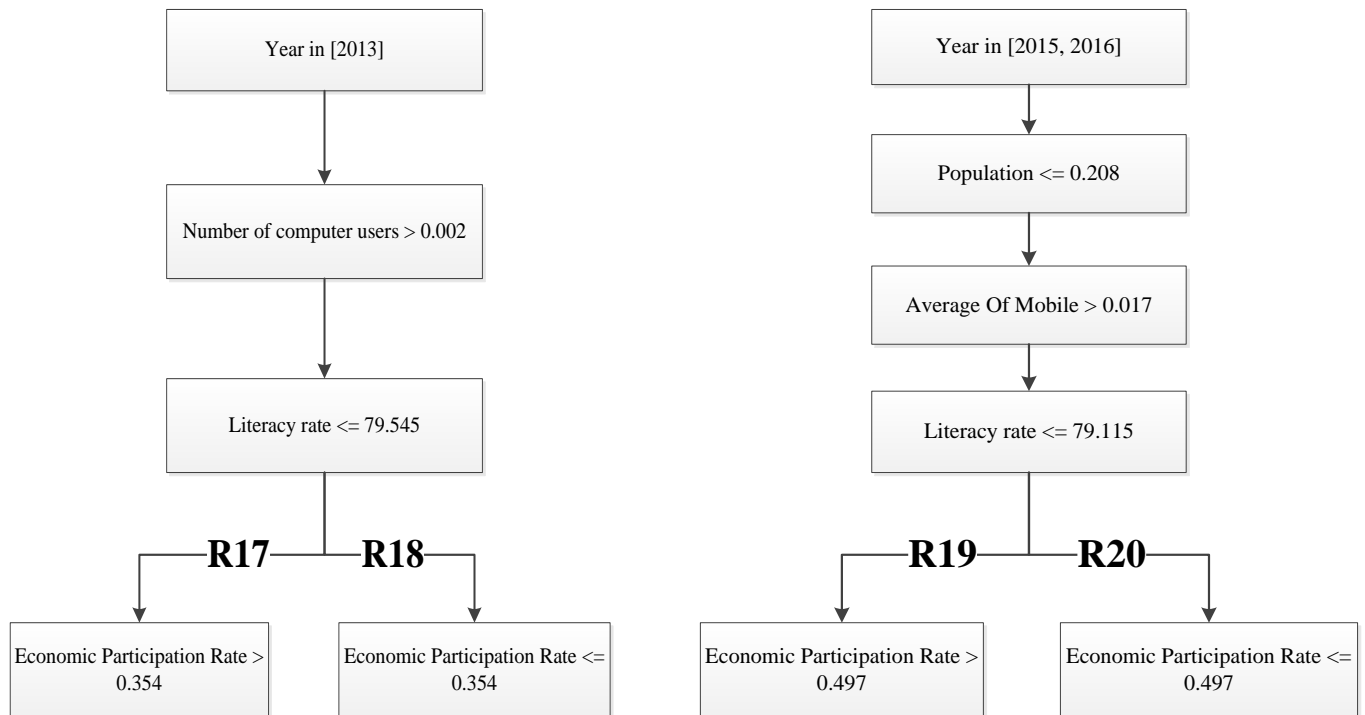 Year in [2013]
Number of computer users > 0.002
Literacy rate <= 79.545
R17
R18
Economic Participation Rate >
0.354
Economic Participation Rate <=
0.354
Year in [2015, 2016]
Population <= 0.208
Average Of Mobile > 0.017
Literacy rate <= 79.115
R19
R20
Economic Participation Rate >
0.497
Economic Participation Rate <=
0.497